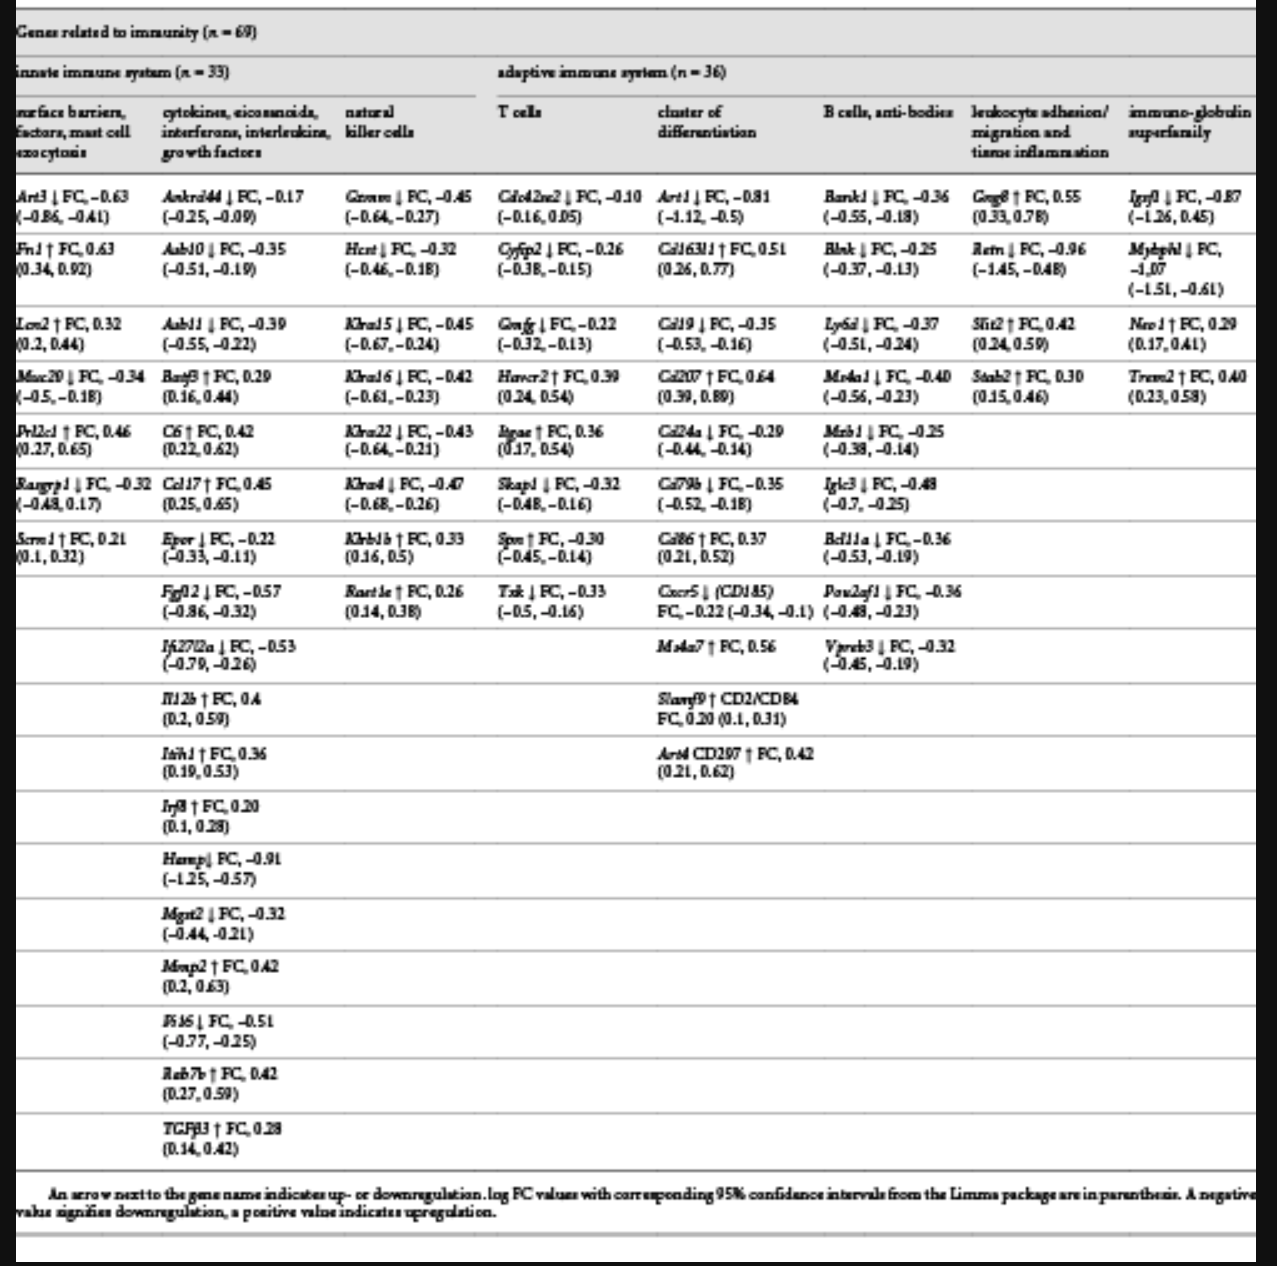 Genes related to immunity (n = 69)
innate immune system (n = 33) adaptive immune system (n = 36)
surface barriers, cytokines, eicosanoids, natural T cells cluster of B cells, anti-bodies leukocyte adhesion/ immuno-globulin
factors, mast cell interferons, interleukins, killer cells differentiation migration and superfamily
exocytosis growth factors tissue inflammation
Art3 ↓ FC, –0.63 Ankrd44 ↓ FC, –0.17 Gzmm ↓ FC, –0.45 Cdc42se2 ↓ FC, –0.10 Art1 ↓ FC, –0.81 Bank1 ↓ FC, –0.36 Gng8 ↑ FC, 0.55 Igsf1 ↓ FC, –0.87
(–0.86, –0.41) (–0.25, –0.09) (–0.64, –0.27) (–0.16, 0.05) (–1.12, –0.5) (–0.55, –0.18) (0.33, 0.78) (–1.26, 0.45)
Fn1 ↑ FC, 0.63 Asb10 ↓ FC, –0.35 Hcst ↓ FC, –0.32 Cyfip2 ↓ FC, –0.26 Cd163l1 ↑ FC, 0.51 Blnk ↓ FC, –0.25 Retn ↓ FC, –0.96 Mybphl ↓ FC,
(0.34, 0.92) (–0.51, –0.19) (–0.46, –0.18) (–0.38, –0.15) (0.26, 0.77) (–0.37, –0.13) (–1.45, –0.48) –1,07
(–1.51, –0.61)
Lcn2 ↑ FC, 0.32 Asb11 ↓ FC, –0.39 Klra15 ↓ FC, –0.45 Gmfg ↓ FC, –0.22 Cd19 ↓ FC, –0.35 Ly6d ↓ FC, –0.37 Slit2 ↑ FC, 0.42 Neo1 ↑ FC, 0.29
(0.2, 0.44) (–0.55, –0.22) (–0.67, –0.24) (–0.32, –0.13) (–0.53, –0.16) (–0.51, –0.24) (0.24, 0.59) (0.17, 0.41)
Muc20 ↓ FC, –0.34 Batf3 ↑ FC, 0.29 Klra16 ↓ FC, –0.42 Havcr2 ↑ FC, 0.39 Cd207 ↑ FC, 0.64 Ms4a1 ↓ FC, –0.40 Stab2 ↑ FC, 0.30 Trem2 ↑ FC, 0.40
(–0.5, –0.18) (0.16, 0.44) (–0.61, –0.23) (0.24, 0.54) (0.39, 0.89) (–0.56, –0.23) (0.15, 0.46) (0.23, 0.58)
Prl2c1 ↑ FC, 0.46 C6 ↑ FC, 0.42 Klra22 ↓ FC, –0.43 Itgae ↑ FC, 0.36 Cd24a ↓ FC, –0.29 Mzb1 ↓ FC, –0.25
(0.27, 0.65) (0.22, 0.62) (–0.64, –0.21) (0.17, 0.54) (–0.44, –0.14) (–0.38, –0.14)
Rasgrp1 ↓ FC, –0.32 Ccl17 ↑ FC, 0.45 Klra4 ↓ FC, –0.47 Skap1 ↓ FC, –0.32 Cd79b ↓ FC, –0.35 Iglc3 ↓ FC, –0.48
(–0.48, 0.17) (0.25, 0.65) (–0.68, –0.26) (–0.48, –0.16) (–0.52, –0.18) (–0.7, –0.25)
Scrn1 ↑ FC, 0.21 Epor ↓ FC, –0.22 Klrb1b ↑ FC, 0.33 Spn ↑ FC, –0.30 Cd86 ↑ FC, 0.37 Bcl11a ↓ FC, –0.36
(0.1, 0.32) (–0.33, –0.11) (0.16, 0.5) (–0.45, –0.14) (0.21, 0.52) (–0.53, –0.19)
Fgf12 ↓ FC, –0.57 Raet1e ↑ FC, 0.26 Txk ↓ FC, –0.33 Cxcr5 ↓ (CD185) Pou2af1 ↓ FC, –0.36
(–0.86, –0.32) (0.14, 0.38) (–0.5, –0.16) FC, –0.22 (–0.34, –0.1) (–0.48, –0.23)
Ifi27l2a ↓ FC, –0.53 Ms4a7 ↑ FC, 0.56 Vpreb3 ↓ FC, –0.32
(–0.79, –0.26) (–0.45, –0.19)
Il12b ↑ FC, 0.4 Slamf9 ↑ CD2/CD84
(0.2, 0.59) FC, 0.20 (0.1, 0.31)
Itih1 ↑ FC, 0.36 Art4 CD297 ↑ FC, 0.42
(0.19, 0.53) (0.21, 0.62)
Irf8 ↑ FC, 0.20
(0.1, 0.28)
Hamp↓ FC, –0.91
(–1.25, –0.57)
Mgst2 ↓ FC, –0.32
(–0.44, -0.21)
Mmp2 ↑ FC, 0.42
(0.2, 0.63)
Pi16 ↓ FC, –0.51
(–0.77, –0.25)
Rab7b ↑ FC, 0.42
(0.27, 0.59)
TGFβ3 ↑ FC, 0.28
(0.14, 0.42)
An arrow next to the gene name indicates up- or downregulation. log FC values with corresponding 95% confidence intervals from the Limma package are in parenthesis. A negative
value signifies downregulation, a positive value indicates upregulation.